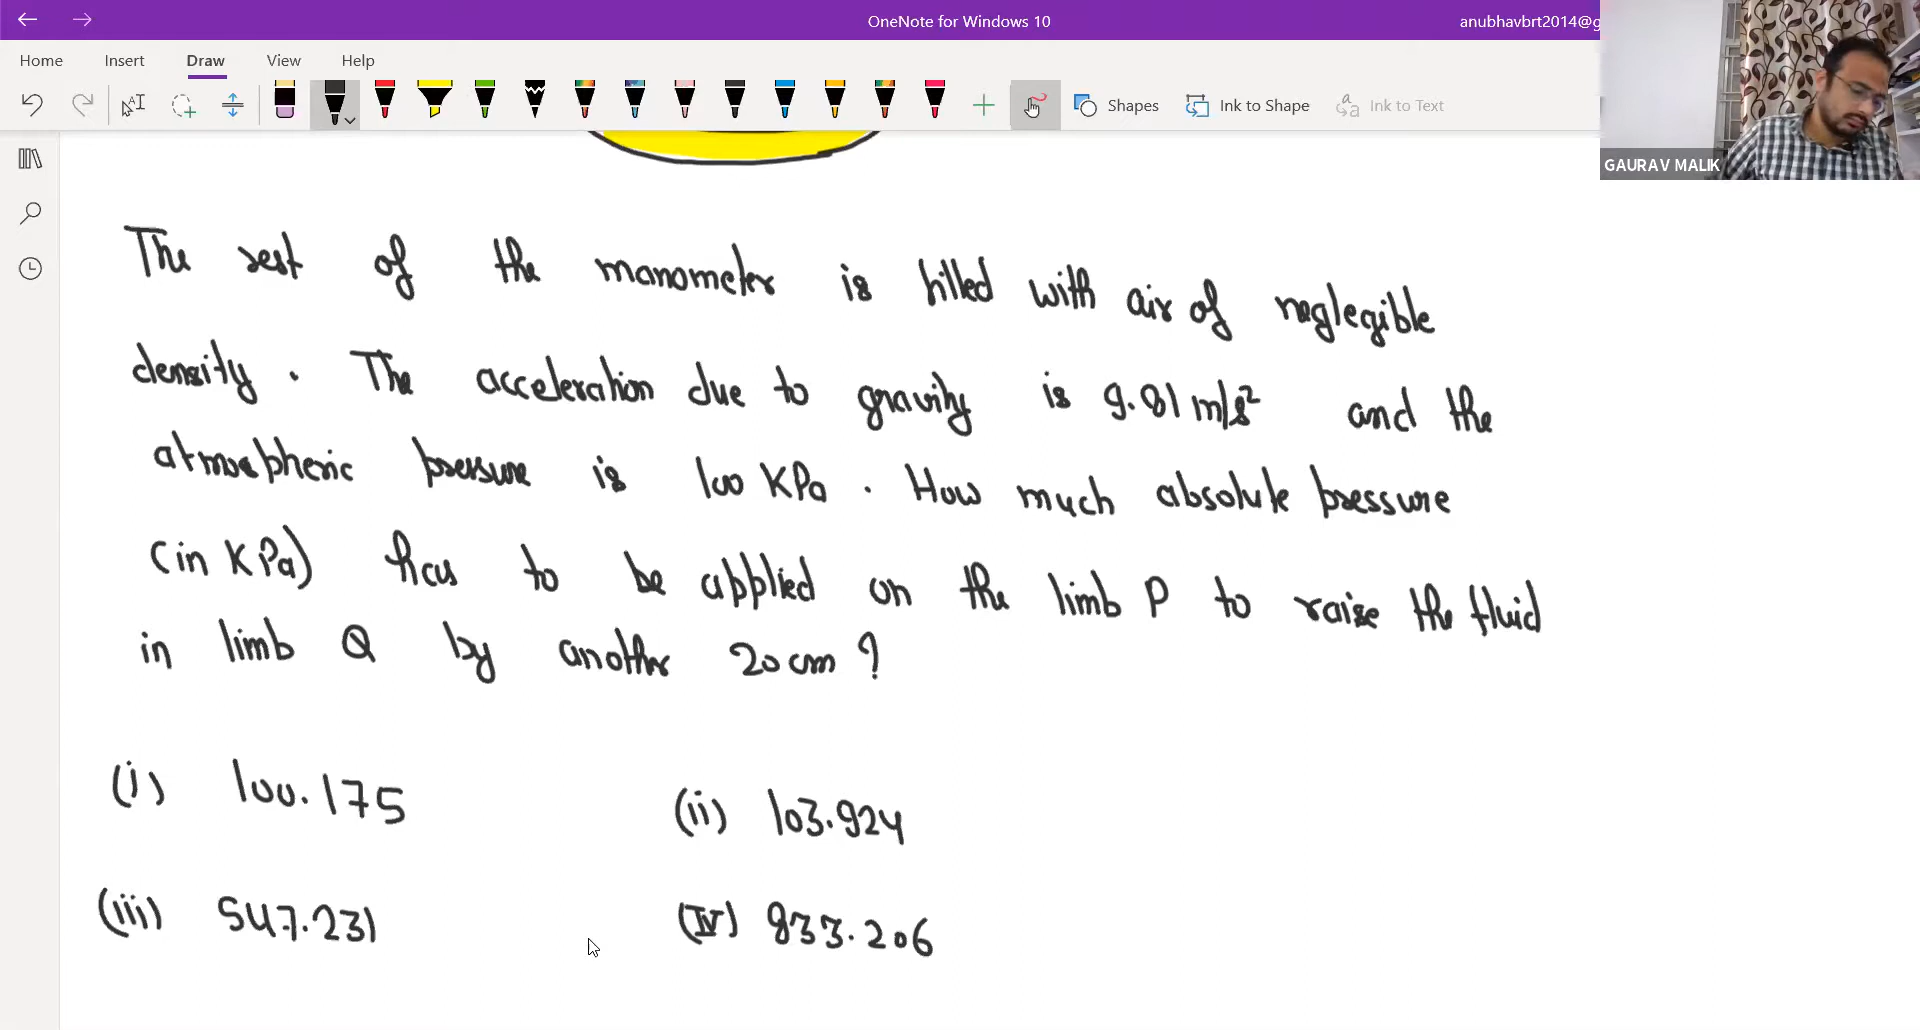 OneNote for Windows 10
anubhavbrt2014@g
Home Insert Draw View Help
Shapes Ink to Shape Ink to Text
GAURAV MALIK
The rest of the manometer is filled with air of neglegible
density. The acceleration due to gravity is 9.81 m/s²  and the
atmospheric pressure is 100 KPa. How much absolute pressure
(in KPa) has to be applied on the limb P to raise the fluid
in limb Q by another 20 cm?
(i) 100.175 (ii) 103.924
(iii) 547.231 (IV) 833.206